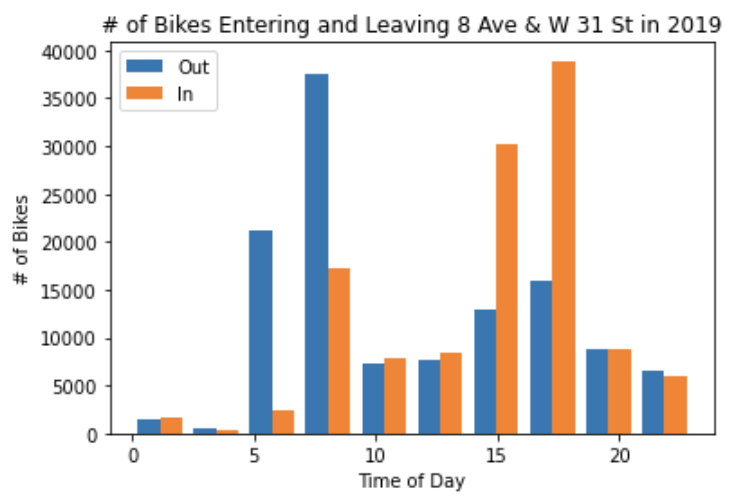 # of Bikes Entering and Leaving 8 Ave & W 31 St in 2019
40000
35000
30000
25000
20000
15000
10000
5000
0
# of Bikes
Out
In
0 5 10 15 20
Time of Day